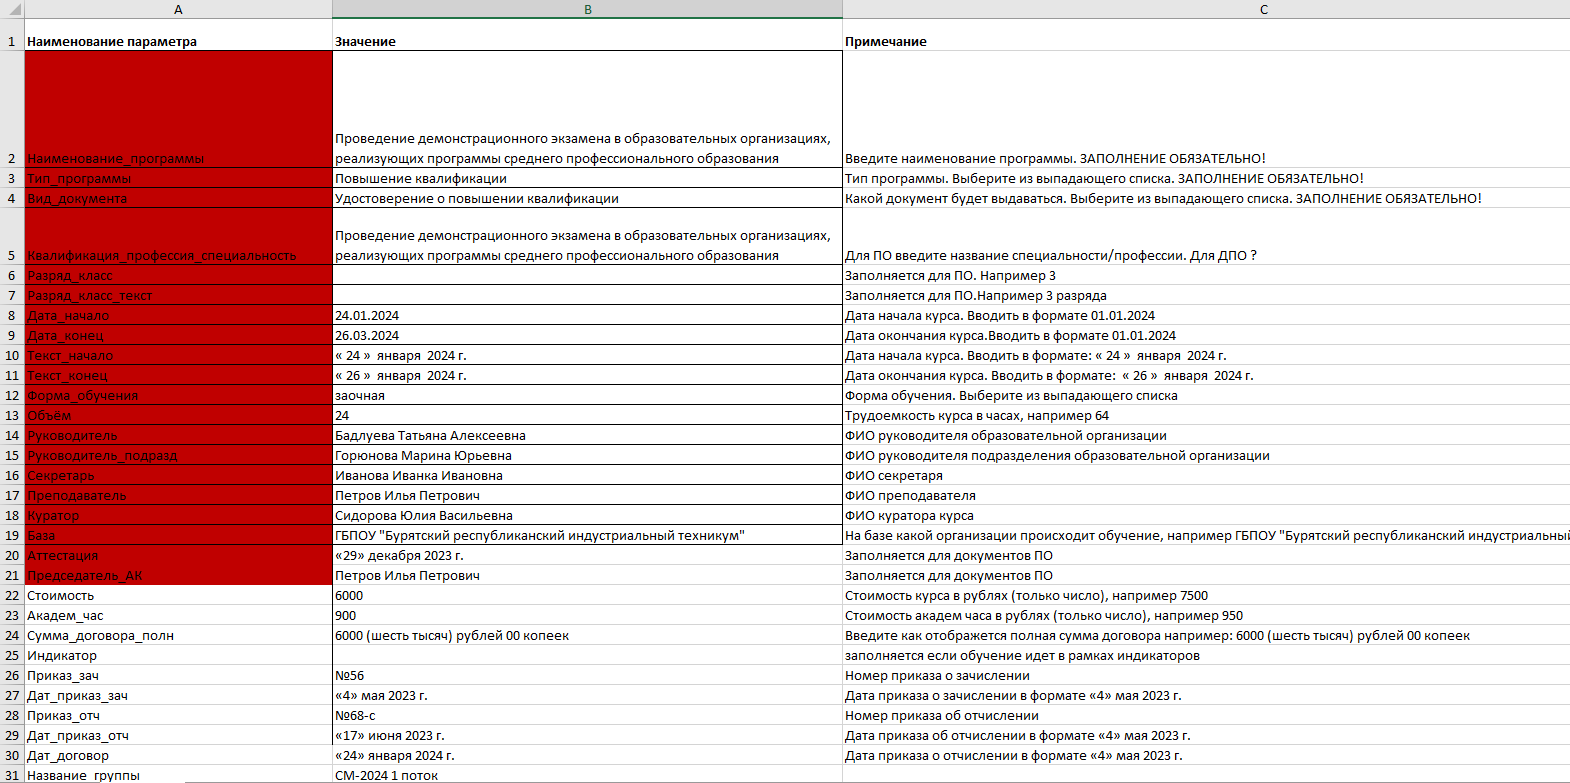 A B C
1 Наименование параметра Значение Примечание
Проведение демонстрационного экзамена в образовательных организациях,
2 Наименование_программы реализующих программы среднего профессионального образования Введите наименование программы. ЗАПОЛНЕНИЕ ОБЯЗАТЕЛЬНО!
3 Тип_программы Повышение квалификации Тип программы. Выберите из выпадающего списка. ЗАПОЛНЕНИЕ ОБЯЗАТЕЛЬНО!
4 Вид_документа Удостоверение о повышении квалификации Какой документ будет выдаваться. Выберите из выпадающего списка. ЗАПОЛНЕНИЕ ОБЯЗАТЕЛЬНО!
Проведение демонстрационного экзамена в образовательных организациях,
5 Квалификация_профессия_специальность реализующих программы среднего профессионального образования Для ПО введите название специальности/профессии. Для ДПО ?
6 Разряд_класс Заполняется для ПО. Например 3
7 Разряд_класс_текст Заполняется для ПО.Например 3 разряда
8 Дата_начало 24.01.2024 Дата начала курса. Вводить в формате 01.01.2024
9 Дата_конец 26.03.2024 Дата окончания курса.Вводить в формате 01.01.2024
10 Текст_начало « 24 » января 2024 г. Дата начала курса. Вводить в формате: « 24 » января 2024 г.
11 Текст_конец « 26 » января 2024 г. Дата окончания курса. Вводить в формате: « 26 » января 2024 г.
12 Форма_обучения заочная Форма обучения. Выберите из выпадающего списка
13 Объем 24 Трудоемкость курса в часах, например 64
14 Руководитель Бадлуева Татьяна Алексеевна ФИО руководителя образовательной организации
15 Руководитель_подразд Горюнова Марина Юрьевна ФИО руководителя подразделения образовательной организации
16 Секретарь Иванова Иванка Ивановна ФИО секретаря
17 Преподаватель Петров Илья Петрович ФИО преподавателя
18 Куратор Сидорова Юлия Васильевна ФИО куратора курса
19 База ГБПОУ "Бурятский республиканский индустриальный техникум" На базе какой организации происходит обучение, например ГБПОУ "Бурятский республиканский индустриальный
20 Аттестация «29» декабря 2023 г. Заполняется для документов ПО
21 Председатель_АК Петров Илья Петрович Заполняется для документов ПО
22 Стоимость 6000 Стоимость курса в рублях (только число), например 7500
23 Академ_час 900 Стоимость академ часа в рублях (только число), например 950
24 Сумма_договора_полн 6000 (шесть тысяч) рублей 00 копеек Введите как отображется полная сумма договора например: 6000 (шесть тысяч) рублей 00 копеек
25 Индикатор заполняется если обучение идет в рамках индикаторов
26 Приказ_зач №56 Номер приказа о зачислении
27 Дат_приказ_зач «4» мая 2023 г. Дата приказа о зачислении в формате «4» мая 2023 г.
28 Приказ_отч №68-с Номер приказа об отчислении
29 Дат_приказ_отч «17» июня 2023 г. Дата приказа об отчислении в формате «4» мая 2023 г.
30 Дат_договор «24» января 2024 г. Дата приказа о отчислении в формате «4» мая 2023 г.
31 Название_группы СМ-2024 1 поток